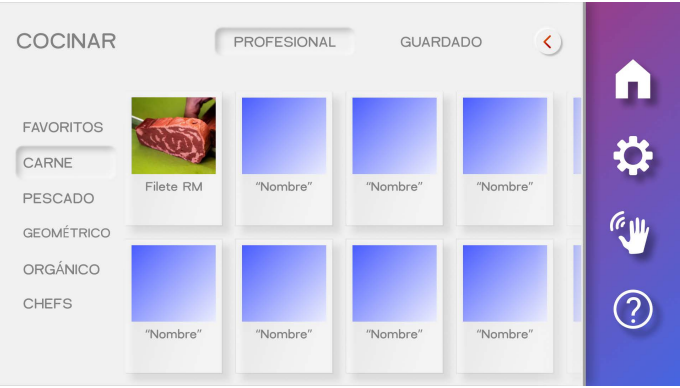 COCINAR
PROFESIONAL
GUARDADO
FAVORITOS
CARNE
PESCADO
GEOMÉTRICO
ORGÁNICO
CHEFS
Filete RM
"Nombre"
"Nombre"
"Nombre"
"Nombre"
"Nombre"
"Nombre"
"Nombre"
?